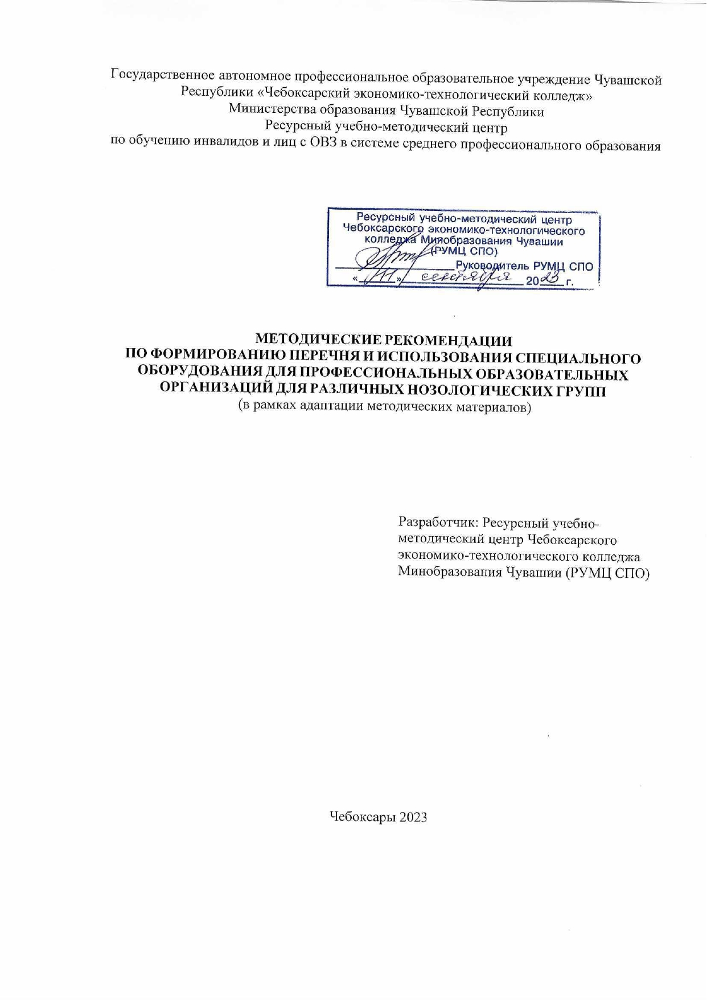 Государственное автономное профессиональное образовательное учреждение Чувашской
Республики «Чебоксарский экономико-технологический колледж»
Министерства образования Чувашской Республики
Ресурсный учебно-методический центр
по обучению инвалидов и лиц с ОВЗ в системе среднего профессионального образования
Ресурсный учебно-методический центр
Чебоксарского экономико-технологического
колледжа Минобразования Чувашии
(РУМЦ СПО)
Руководитель РУМЦ СПО
«11» сентября 2023 г.
МЕТОДИЧЕСКИЕ РЕКОМЕНДАЦИИ
ПО ФОРМИРОВАНИЮ ПЕРЕЧНЯ И ИСПОЛЬЗОВАНИЯ СПЕЦИАЛЬНОГО
ОБОРУДОВАНИЯ ДЛЯ ПРОФЕССИОНАЛЬНЫХ ОБРАЗОВАТЕЛЬНЫХ
ОРГАНИЗАЦИЙ ДЛЯ РАЗЛИЧНЫХ НОЗОЛОГИЧЕСКИХ ГРУПП
(в рамках адаптации методических материалов)
Разработчик: Ресурсный учебно-
методический центр Чебоксарского
экономико-технологического колледжа
Минобразования Чувашии (РУМЦ СПО)
Чебоксары 2023